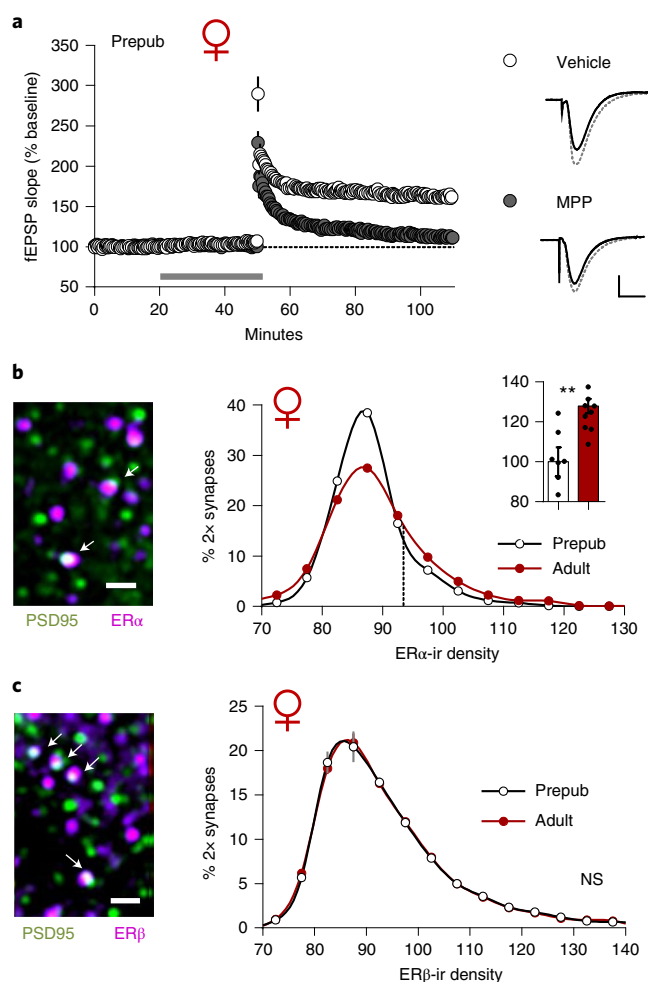 a
Prepub
♀
350
300
250
200
150
100
50
fEPSP slope (% baseline)
0 20 40 60 80 100
Minutes
Vehicle
MPP
b
PSD95 ERα
♀
40
30
20
10
0
% 2× synapses
70 80 90 100 110 120 130
ERα-ir density
140
120
100
80
**
Prepub
Adult
c
PSD95 ERβ
♀
25
20
15
10
5
0
% 2× synapses
70 80 90 100 110 120 130 140
ERβ-ir density
Prepub
Adult
NS